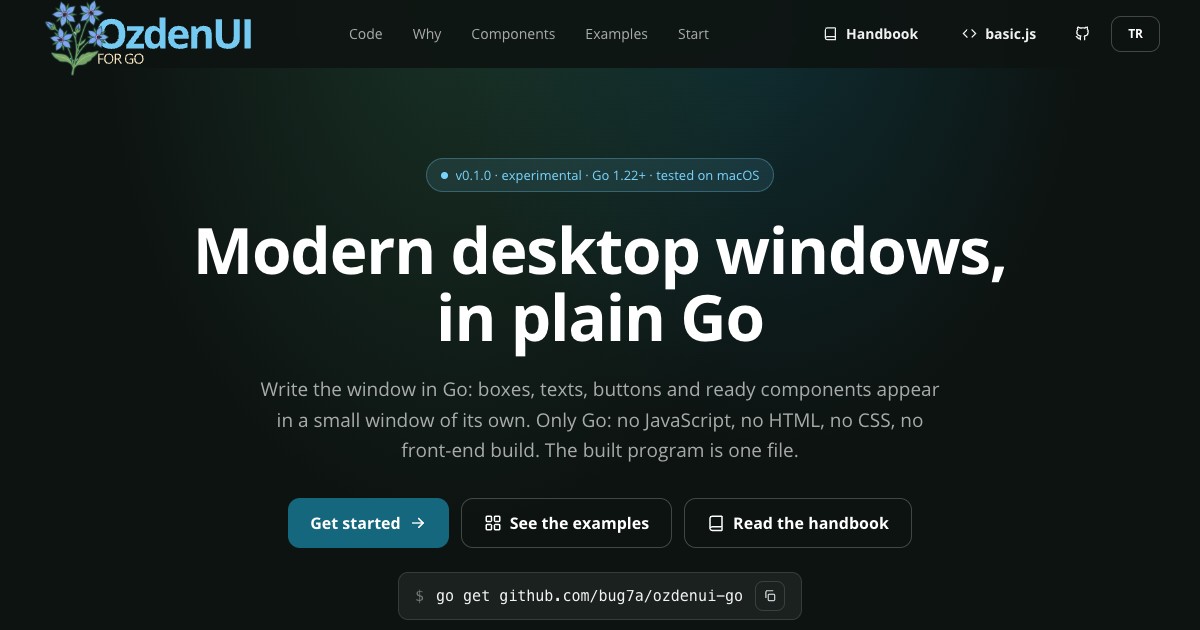 OzdenUI
FOR GO
Code
Why
Components
Examples
Start
Handbook
basic.js
TR
v0.1.0 · experimental · Go 1.22+ · tested on macOS
Modern desktop windows,
in plain Go
Write the window in Go: boxes, texts, buttons and ready components appear
in a small window of its own. Only Go: no JavaScript, no HTML, no CSS, no
front-end build. The built program is one file.
Get started
See the examples
Read the handbook
$ go get github.com/bug7a/ozdenui-go